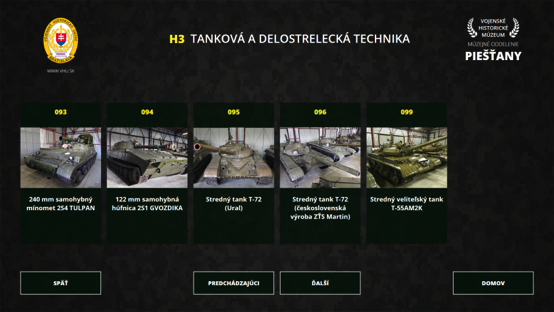 H3 TANKOVÁ A DELOSTRELECKÁ TECHNIKA
WWW.VHU.SK
VOJENSKÉ
HISTORICKÉ
MÚZEUM
MÚZEJNÉ ODDELENIE
PIEŠŤANY
093
094
095
096
099
240 mm samohybný
mínomet 2S4 TULPAN
122 mm samohybná
húfnica 2S1 GVOZDIKA
Stredný tank T-72
(Ural)
Stredný tank T-72
(československá
výroba ZŤS Martin)
Stredný veliteľský tank
T-55AM2K
SPÄŤ
PREDCHÁDZAJÚCI
ĎALŠÍ
DOMOV